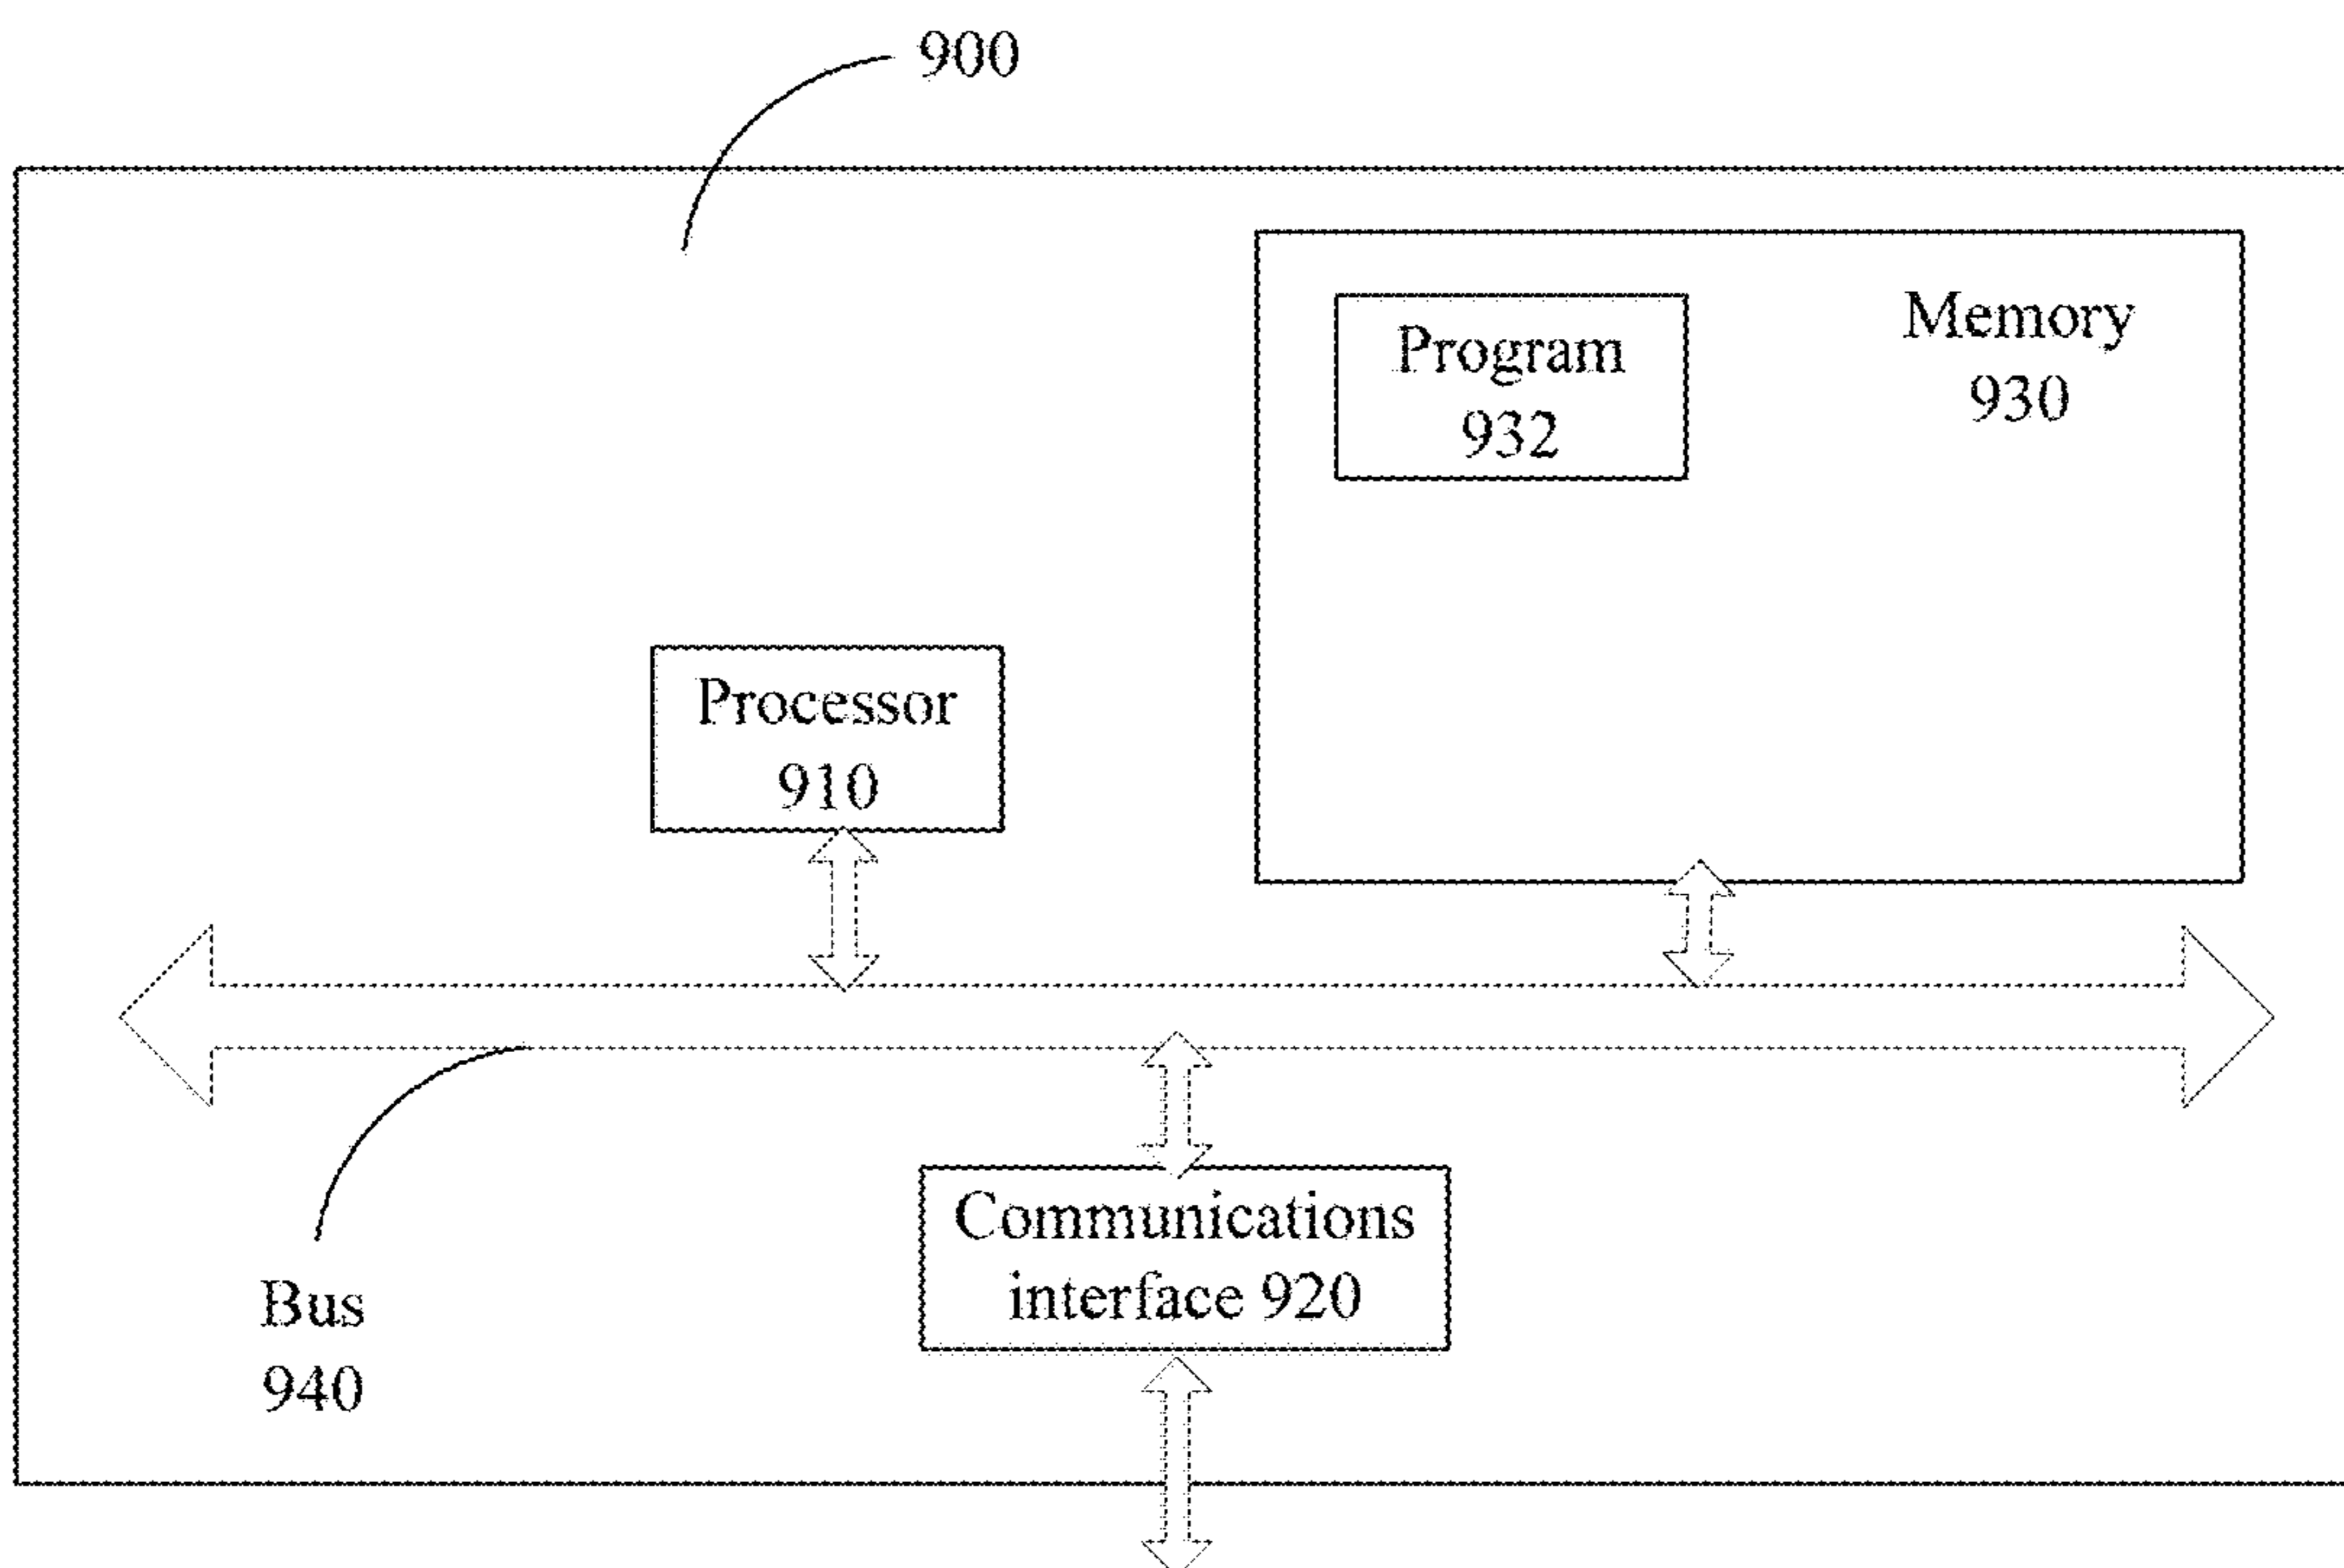 900
Program
932
Memory
930
Processor
910
Communications
interface 920
Bus
940